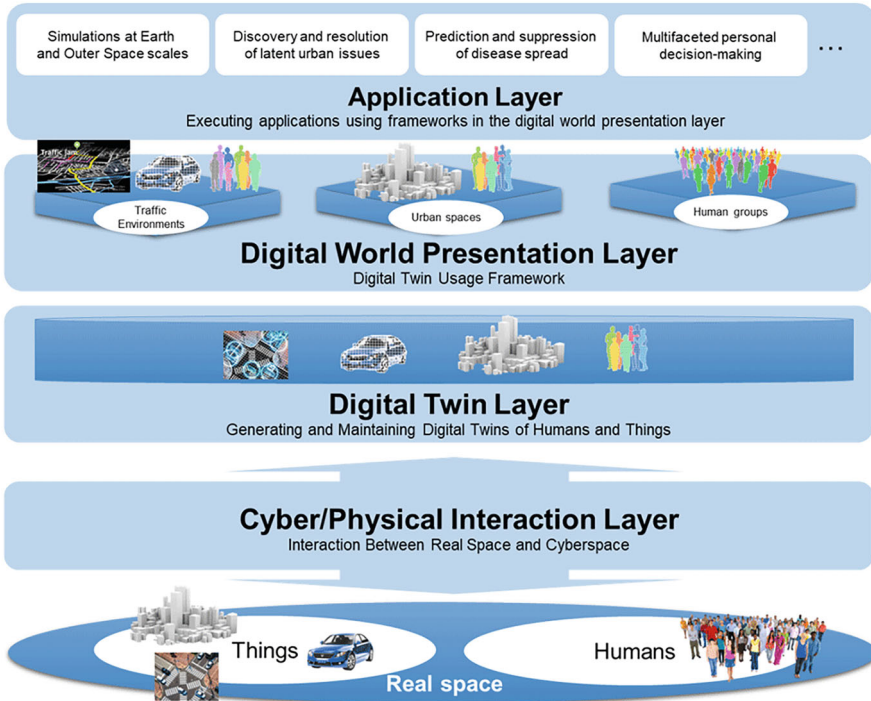 Simulations at Earth
and Outer Space scales
Discovery and resolution
of latent urban issues
Prediction and suppression
of disease spread
Multifaceted personal
decision-making
...
Application Layer
Executing applications using frameworks in the digital world presentation layer
Traffic Jam
Traffic
Environments
Urban spaces
Human groups
Digital World Presentation Layer
Digital Twin Usage Framework
Digital Twin Layer
Generating and Maintaining Digital Twins of Humans and Things
Cyber/Physical Interaction Layer
Interaction Between Real Space and Cyberspace
Things
Humans
Real space